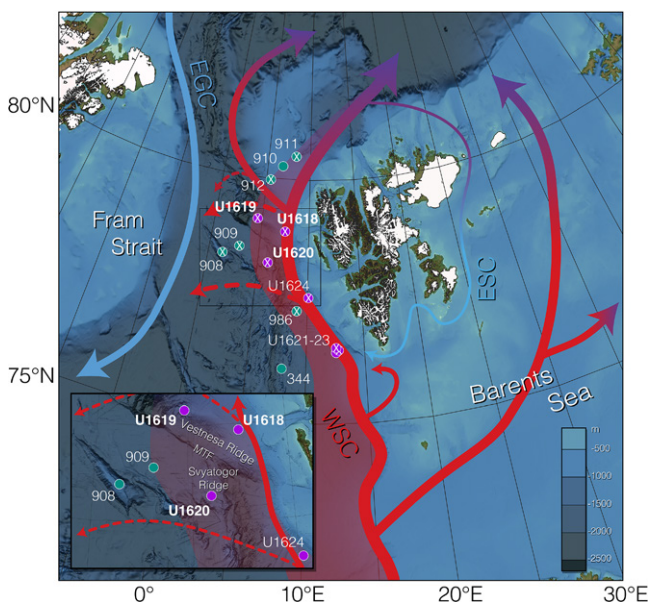 80°N
75°N
0°
10°E
20°E
30°E
EGC
911
910
912
U1619
U1618
Fram
Strait
909
U1620
908
U1624
ESC
986
U1621-23
344
Barents
Sea
WSC
m
-500
-1000
-1500
-2000
-2500
U1619
U1618
Vestnesa Ridge
MTF
909
Svyatogor
Ridge
908
U1620
U1624